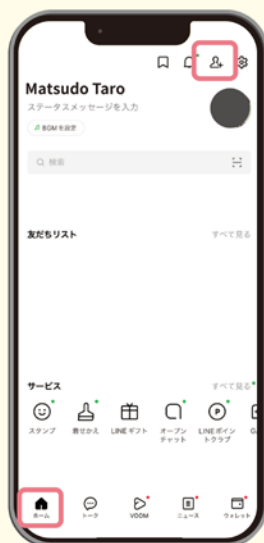 Matsudo Taro
ステータスメッセージを入力
BGMを設定
検索
友だちリスト
すべて見る
サービス
すべて見る
スタンプ
着せかえ
LINEギフト
オープン
チャット
LINEポイン
トクラブ
ホーム
トーク
VOOM
ニュース
ウォレット